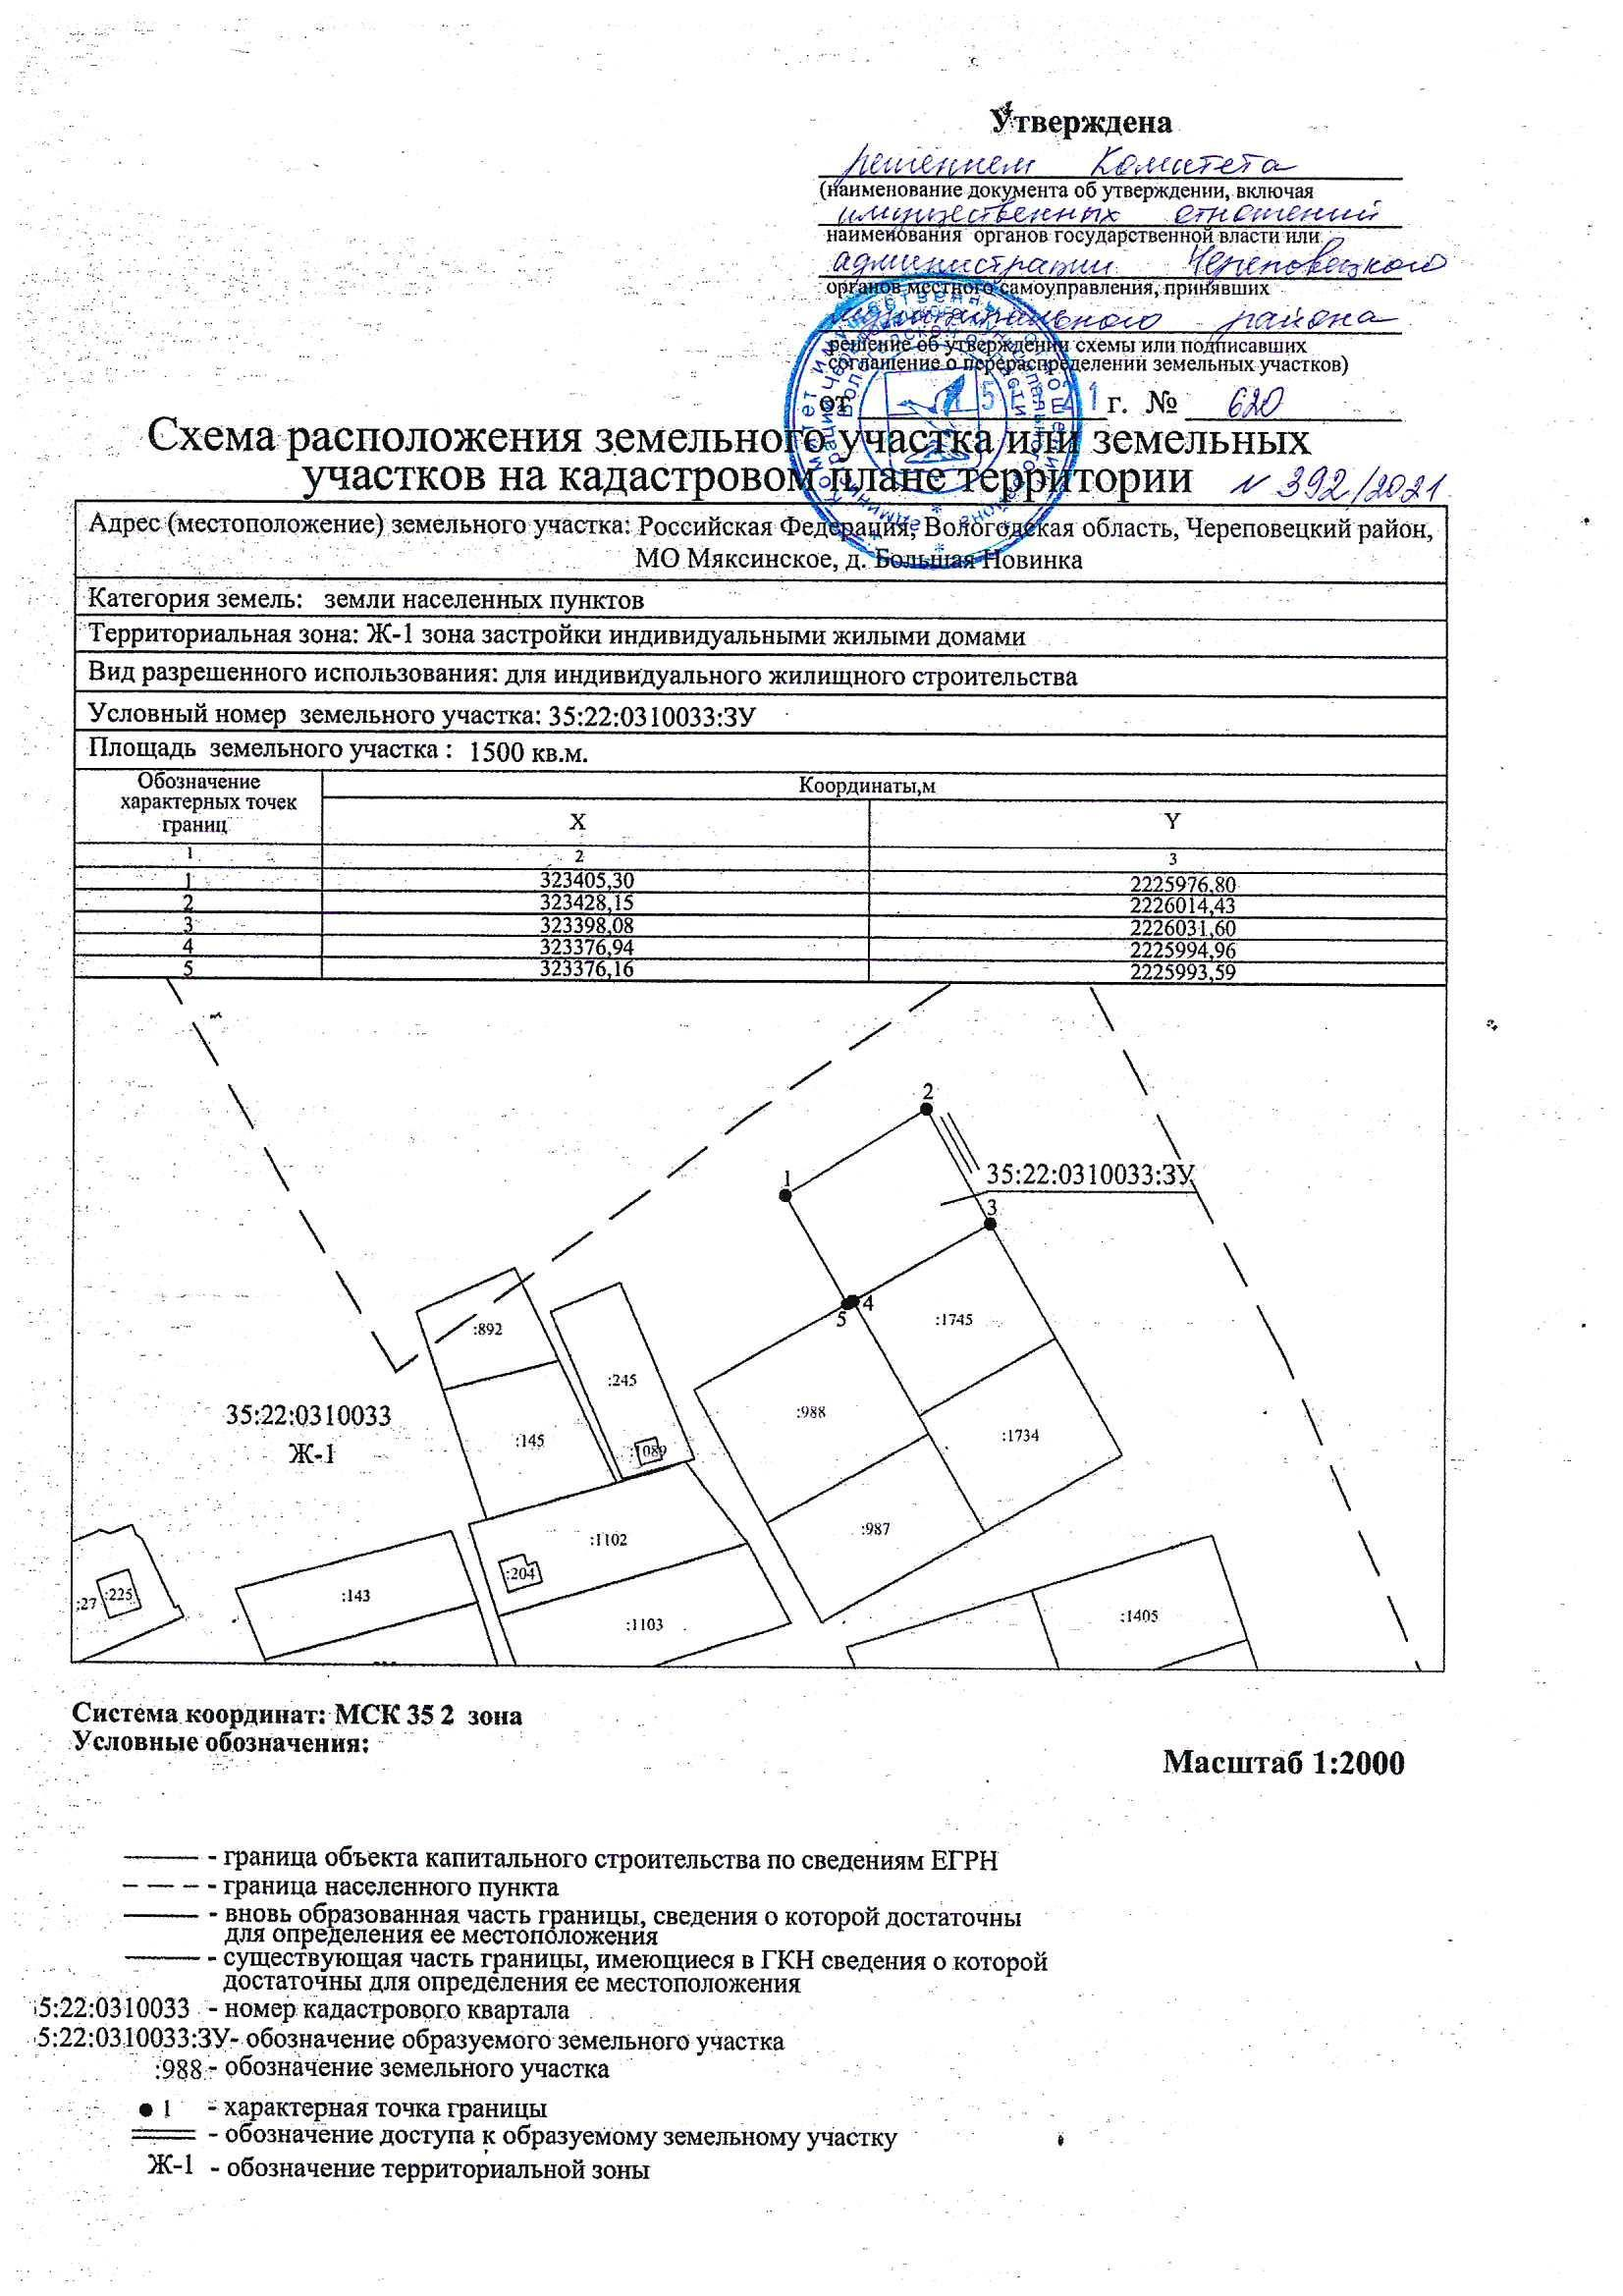 Утверждена
решением Комитета
(наименование документа об утверждении, включая
имущественных отношений
наименования органов государственной власти или
администрации Череповецкого
органов местного самоуправления, принявших
муниципального района
решение об утверждении схемы или подписавших
соглашение о перераспределении земельных участков)
от г. № 620
Схема расположения земельного участка или земельных
участков на кадастровом плане территории N 392/2021
Адрес (местоположение) земельного участка: Российская Федерация, Вологодская область, Череповецкий район,
МО Мяксинское, д. Большая Новинка
Категория земель: земли населенных пунктов
Территориальная зона: Ж-1 зона застройки индивидуальными жилыми домами
Вид разрешенного использования: для индивидуального жилищного строительства
Условный номер земельного участка: 35:22:0310033:ЗУ
Площадь земельного участка : 1500 кв.м.
Обозначение
характерных точек
границ
Координаты,м
X Y
1 2 3
1 323405,30 2225976,80
2 323428,15 2226014,43
3 323398,08 2226031,60
4 323376,94 2225994,96
5 323376,16 2225993,59
2
1
35:22:0310033:ЗУ
3
4
5
:892
:1745
:245
35:22:0310033
Ж-1
:988
:145
:1089
:1734
:987
:1102
:204
:143
:27
:225
:1103
:1405
Система координат: МСК 35 2 зона
Условные обозначения:
Масштаб 1:2000
- граница объекта капитального строительства по сведениям ЕГРН
- граница населенного пункта
- вновь образованная часть границы, сведения о которой достаточны
для определения ее местоположения
- существующая часть границы, имеющиеся в ГКН сведения о которой
достаточны для определения ее местоположения
5:22:0310033 - номер кадастрового квартала
5:22:0310033:ЗУ- обозначение образуемого земельного участка
:988 - обозначение земельного участка
1 - характерная точка границы
- обозначение доступа к образуемому земельному участку
Ж-1 - обозначение территориальной зоны